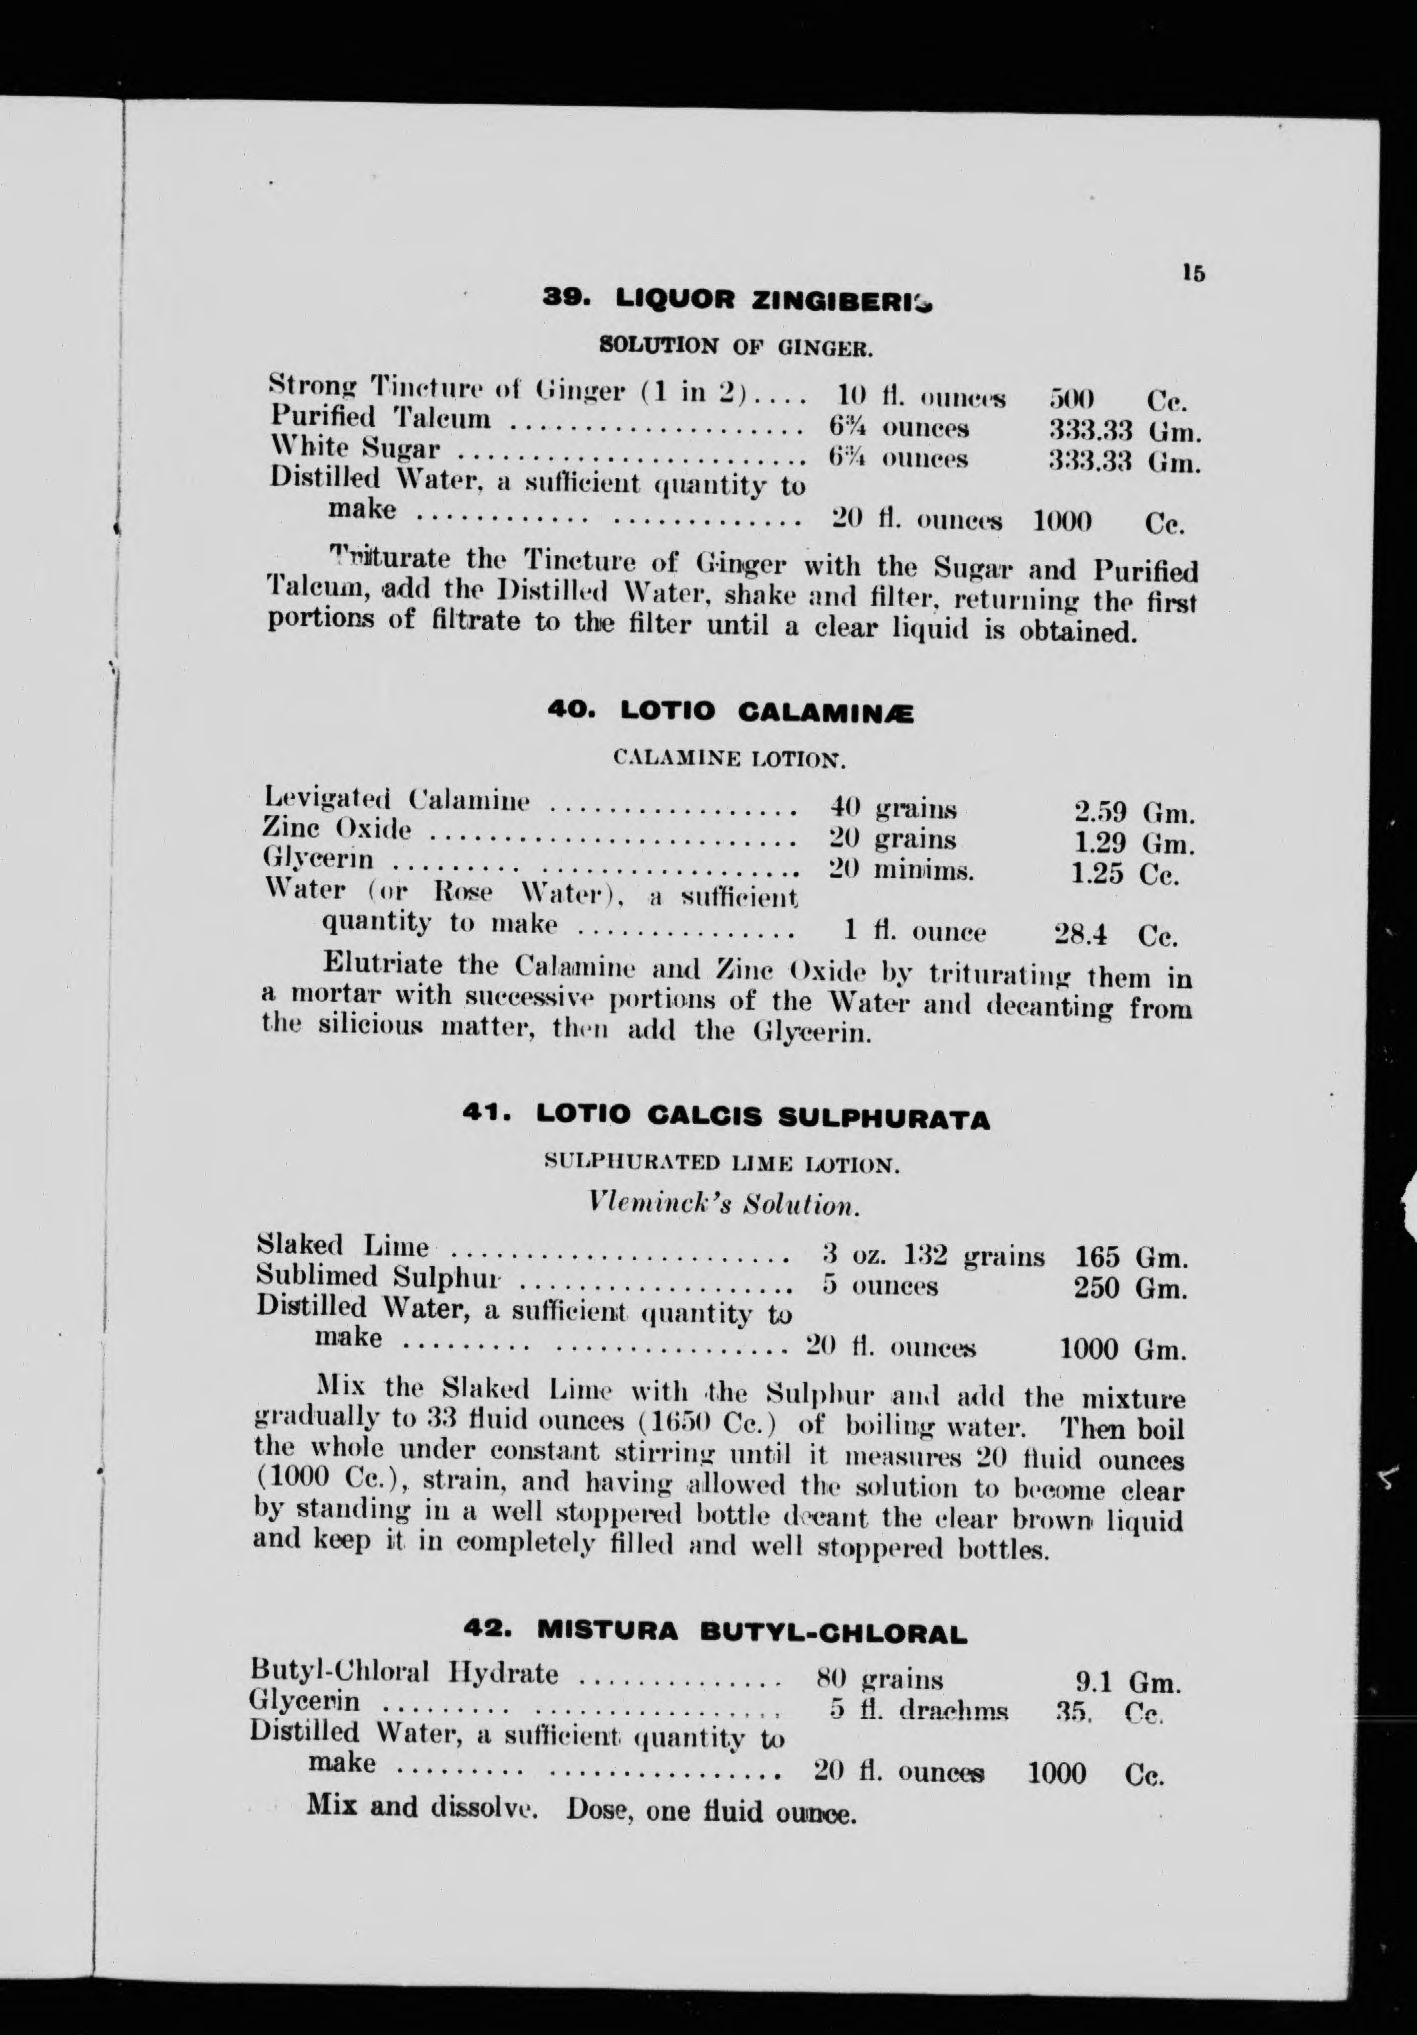 15
39. LIQUOR ZINGIBERIS
SOLUTION OF GINGER.
Strong Tincture of Ginger (1 in 2).... 10 fl. ounces 500 Cc.
Purified Talcum .................... 6¾ ounces 333.33 Gm.
White Sugar ........................ 6¾ ounces 333.33 Gm.
Distilled Water, a sufficient quantity to
make ............ ............. 20 fl. ounces 1000 Cc.
Triturate the Tincture of Ginger with the Sugar and Purified
Talcum, add the Distilled Water, shake and filter, returning the first
portions of filtrate to the filter until a clear liquid is obtained.
40. LOTIO CALAMINÆ
CALAMINE LOTION.
Levigated Calamine ................. 40 grains 2.59 Gm.
Zinc Oxide ......................... 20 grains 1.29 Gm.
Glycerin ......... .................. 20 minims. 1.25 Cc.
Water (or Rose Water), a sufficient
quantity to make ............... 1 fl. ounce 28.4 Cc.
Elutriate the Calamine and Zinc Oxide by triturating them in
a mortar with successive portions of the Water and decanting from
the silicious matter, then add the Glycerin.
41. LOTIO CALCIS SULPHURATA
SULPHURATED LIME LOTION.
Vleminck's Solution.
Slaked Lime ....................... 3 oz. 132 grains 165 Gm.
Sublimed Sulphur ................... 5 ounces 250 Gm.
Distilled Water, a sufficient quantity to
make ......... ................ 20 fl. ounces 1000 Gm.
Mix the Slaked Lime with the Sulphur and add the mixture
gradually to 33 fluid ounces (1650 Cc.) of boiling water. Then boil
the whole under constant stirring until it measures 20 fluid ounces
(1000 Cc.), strain, and having allowed the solution to become clear
by standing in a well stoppered bottle decant the clear brown liquid
and keep it in completely filled and well stoppered bottles.
42. MISTURA BUTYL-CHLORAL
Butyl-Chloral Hydrate .............. 80 grains 9.1 Gm.
Glycerin ......... ................. 5 fl. drachms 35. Cc.
Distilled Water, a sufficient quantity to
make ......... ................ 20 fl. ounces 1000 Cc.
Mix and dissolve. Dose, one fluid ounce.